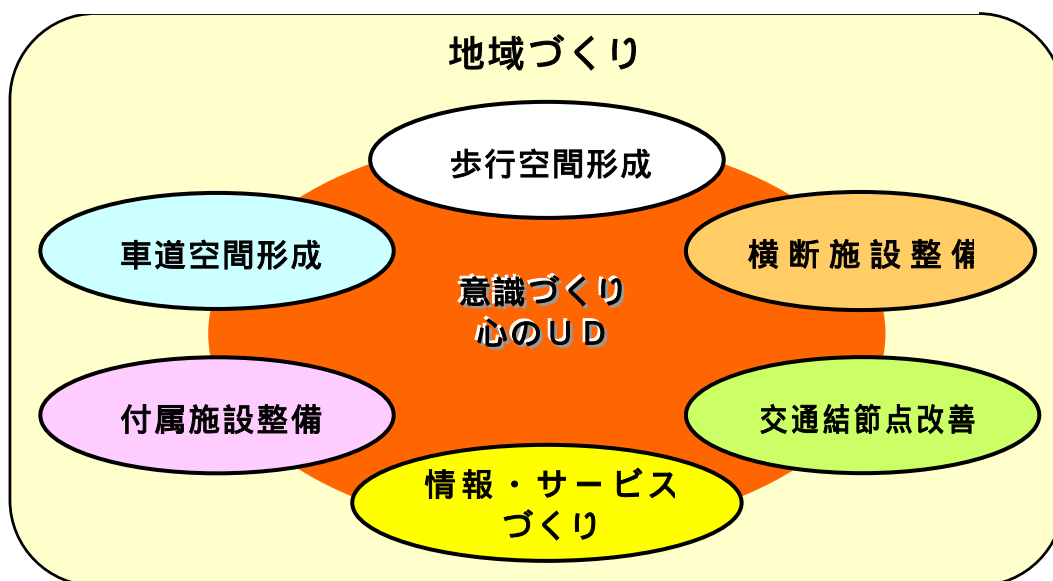 地域づくり
歩行空間形成
車道空間形成
横断施設整備
意識づくり
心のＵＤ
付属施設整備
交通結節点改善
情報・サービス
づくり